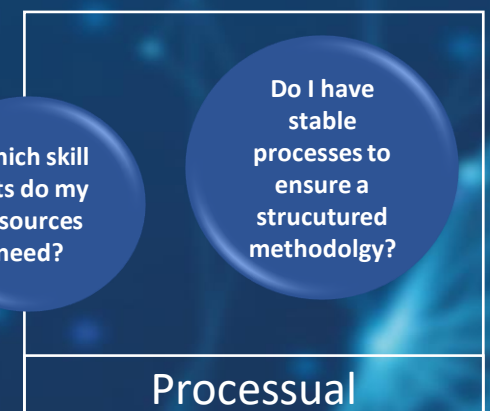 hich skill
ts do my
sources
need?
Do I have
stable
processes to
ensure a
strucutured
methodolgy?
Processual